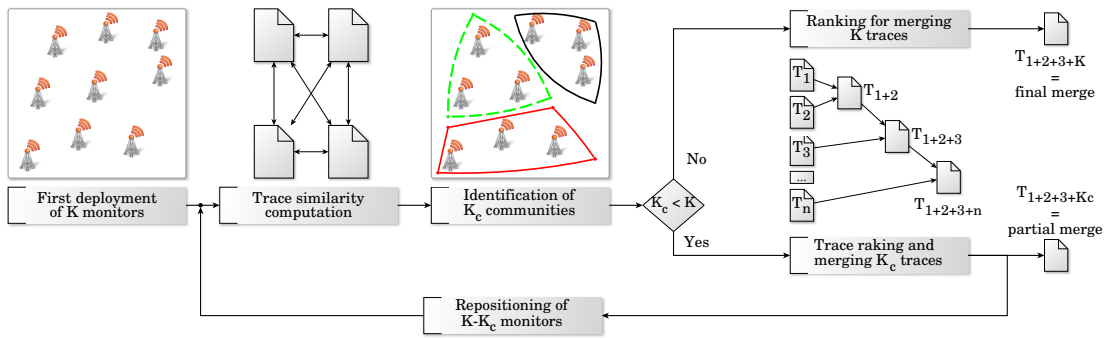 Ranking for merging
K traces
T1+2+3+K
=
final merge
T1
T1+2
T2
T1+2+3
T3
...
Tn
T1+2+3+n
No
First deployment
of K monitors
Trace similarity
computation
Identification of
Kc communities
Kc < K
Yes
T1+2+3+Kc
=
partial merge
Trace raking and
merging Kc traces
Repositioning of
K-Kc monitors